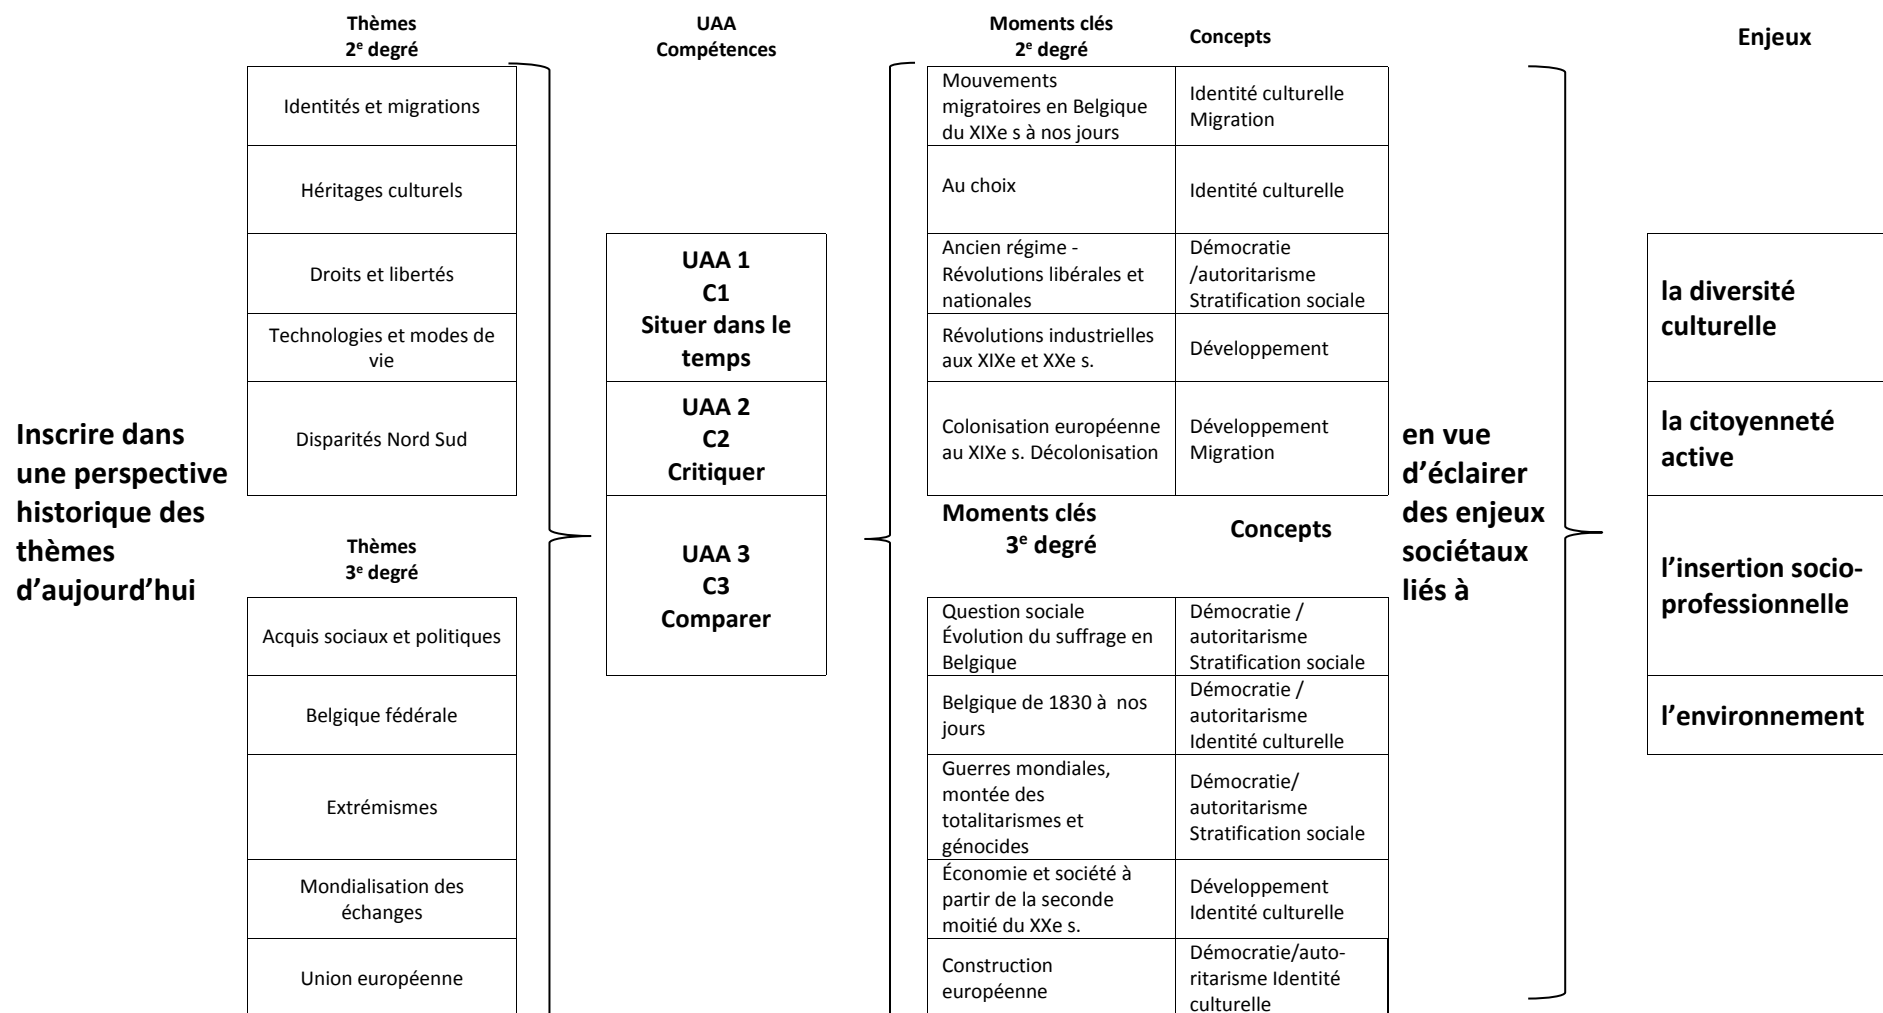 Thèmes
2e degré
UAA
Compétences
Moments clés
2e degré
Concepts
Enjeux
Inscrire dans
une perspective
historique des
thèmes
d’aujourd’hui
Identités et migrations
Héritages culturels
Droits et libertés
Technologies et modes de
vie
Disparités Nord Sud
Thèmes
3e degré
Acquis sociaux et politiques
Belgique fédérale
Extrémismes
Mondialisation des
échanges
Union européenne
UAA 1
C1
Situer dans le
temps
UAA 2
C2
Critiquer
UAA 3
C3
Comparer
Mouvements
migratoires en Belgique
du XIXe s à nos jours
Identité culturelle
Migration
Au choix
Identité culturelle
Ancien régime -
Révolutions libérales et
nationales
Démocratie
/autoritarisme
Stratification sociale
Révolutions industrielles
aux XIXe et XXe s.
Développement
Colonisation européenne
au XIXe s. Décolonisation
Développement
Migration
Moments clés
3e degré
Concepts
Question sociale
Évolution du suffrage en
Belgique
Démocratie /
autoritarisme
Stratification sociale
Belgique de 1830 à nos
jours
Démocratie /
autoritarisme
Identité culturelle
Guerres mondiales,
montée des
totalitarismes et
génocides
Démocratie/
autoritarisme
Stratification sociale
Économie et société à
partir de la seconde
moitié du XXe s.
Développement
Identité culturelle
Construction
européenne
Démocratie/auto-
ritarisme Identité
culturelle
en vue
d’éclairer
des enjeux
sociétaux
liés à
la diversité
culturelle
la citoyenneté
active
l’insertion socio-
professionnelle
l’environnement